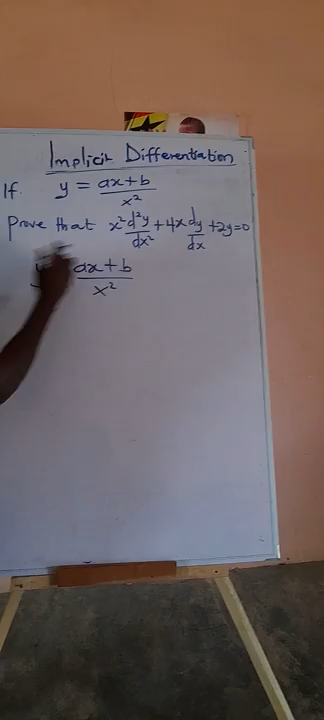 Implicit Differentiation
If y = ax+b / x²
Prove that x² d²y/dx² + 4x dy/dx + 2y = 0
ax+b / x²